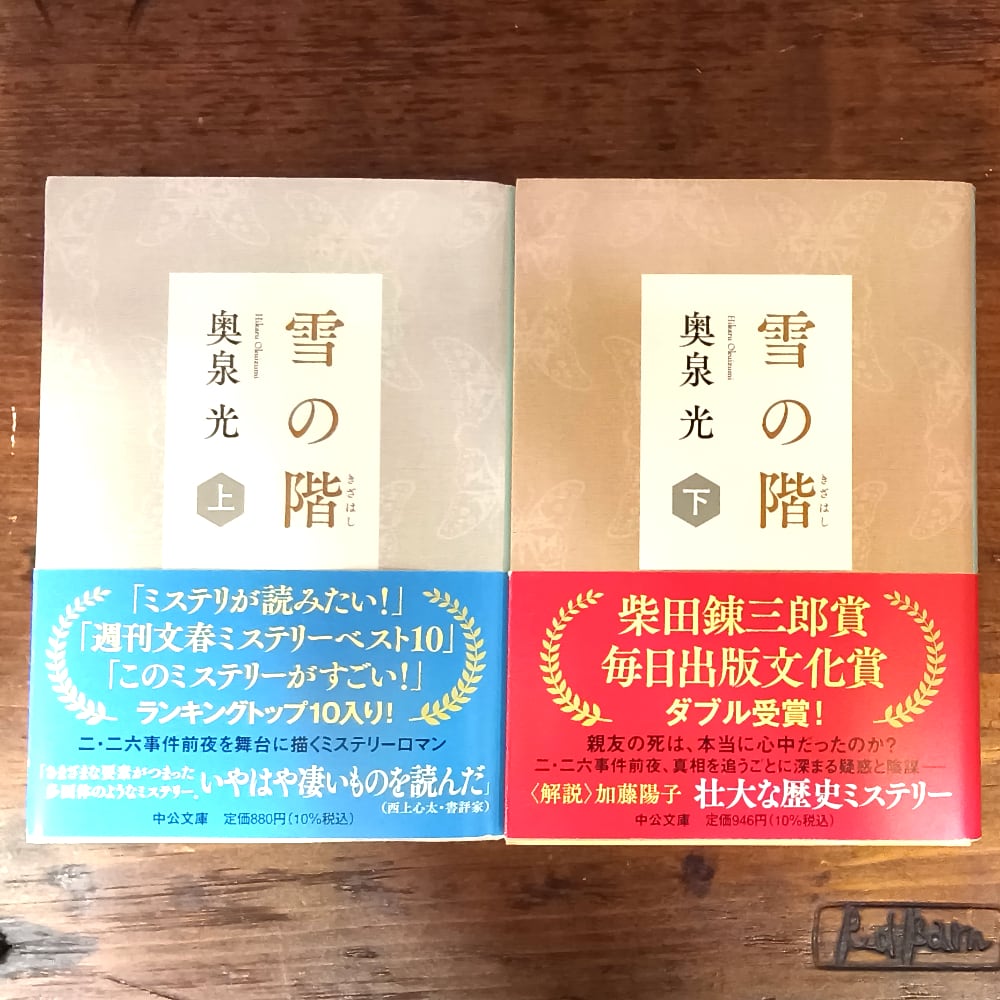 雪の階
きざはし
Hikaru Okuizumi
奥泉 光
上
「ミステリが読みたい!」
「週刊文春ミステリーベスト10」
「このミステリーがすごい!」
ランキングトップ10入り!
二・二六事件前夜を舞台に描くミステリーロマン
「さまざまな要素がつまった
多面体のようなミステリー。
いやはや凄いものを読んだ」
(西上心太・書評家)
中公文庫 定価880円(10%税込)
雪の階
きざはし
Hikaru Okuizumi
奥泉 光
下
柴田錬三郎賞
毎日出版文化賞
ダブル受賞!
親友の死は、本当に心中だったのか?
二・二六事件前夜、真相を追うごとに深まる疑惑と陰謀――
〈解説〉加藤陽子 壮大な歴史ミステリー
中公文庫 定価946円(10%税込)